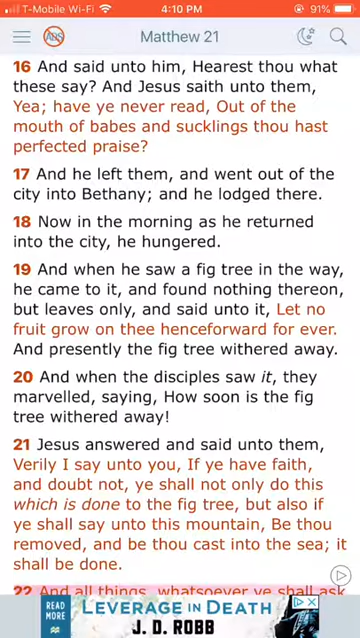 T-Mobile Wi-Fi 4:10 PM 91%
ADS Matthew 21
16 And said unto him, Hearest thou what
these say? And Jesus saith unto them,
Yea; have ye never read, Out of the
mouth of babes and sucklings thou hast
perfected praise?
17 And he left them, and went out of the
city into Bethany; and he lodged there.
18 Now in the morning as he returned
into the city, he hungered.
19 And when he saw a fig tree in the way,
he came to it, and found nothing thereon,
but leaves only, and said unto it, Let no
fruit grow on thee henceforward for ever.
And presently the fig tree withered away.
20 And when the disciples saw it, they
marvelled, saying, How soon is the fig
tree withered away!
21 Jesus answered and said unto them,
Verily I say unto you, If ye have faith,
and doubt not, ye shall not only do this
which is done to the fig tree, but also if
ye shall say unto this mountain, Be thou
removed, and be thou cast into the sea; it
shall be done.
22 And all things, whatsoever ye shall ask
READ
MORE
LEVERAGE IN DEATH
J. D. ROBB